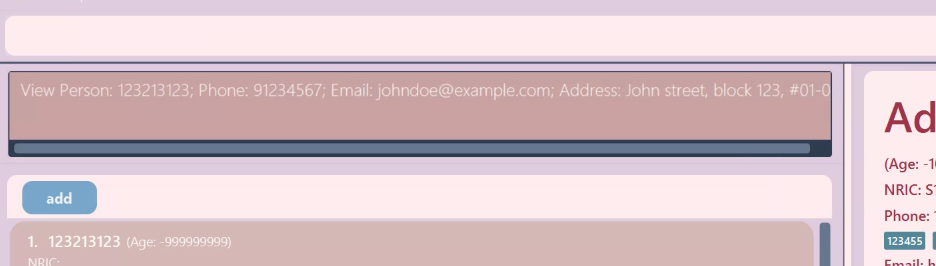 View Person: 123213123; Phone: 91234567; Email: johndoe@example.com; Address: John street, block 123, #01-0
add
1. 123213123 (Age: -999999999)
NRIC:
Ad
(Age: -1
NRIC: S1
Phone:
123455
Email: h